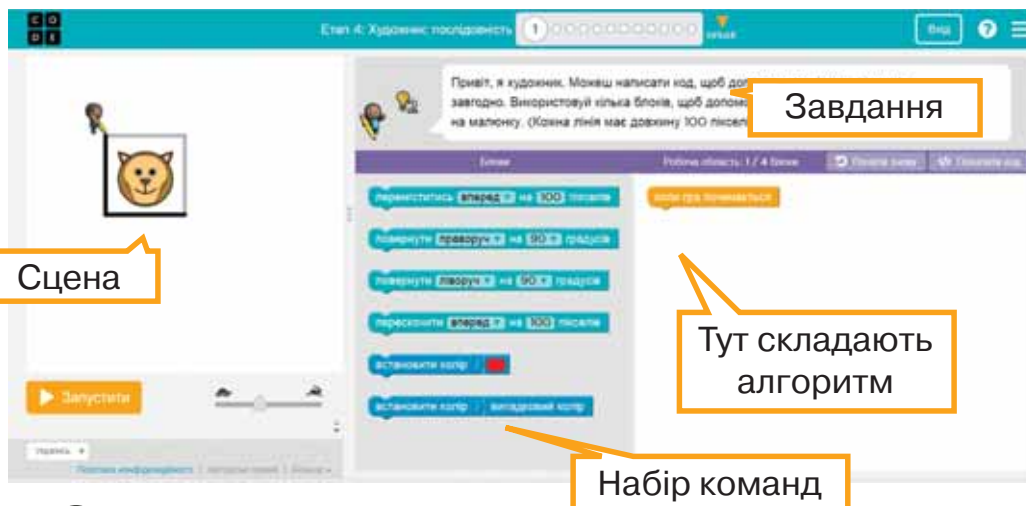 C O
D E
Етап 4: Художник: послідовність
1
Вхід
?
Привіт, я художник. Можеш написати код, щоб
завгодно. Використовуй кілька блоків, щоб
на малюнку. (Кожна лінія має довжину 100
Завдання
Блоки
Робоча область: 1 / 4 блоки
Почати знову
Показати код
переміститись вперед на 100 пікселів
коли гра починається
повернути праворуч на 90 градусів
Сцена
повернути ліворуч на 90 градусів
перескочити вперед на 100 пікселів
Тут складають
алгоритм
встановити колір
Запустити
встановити колір випадковий колір
Набір команд